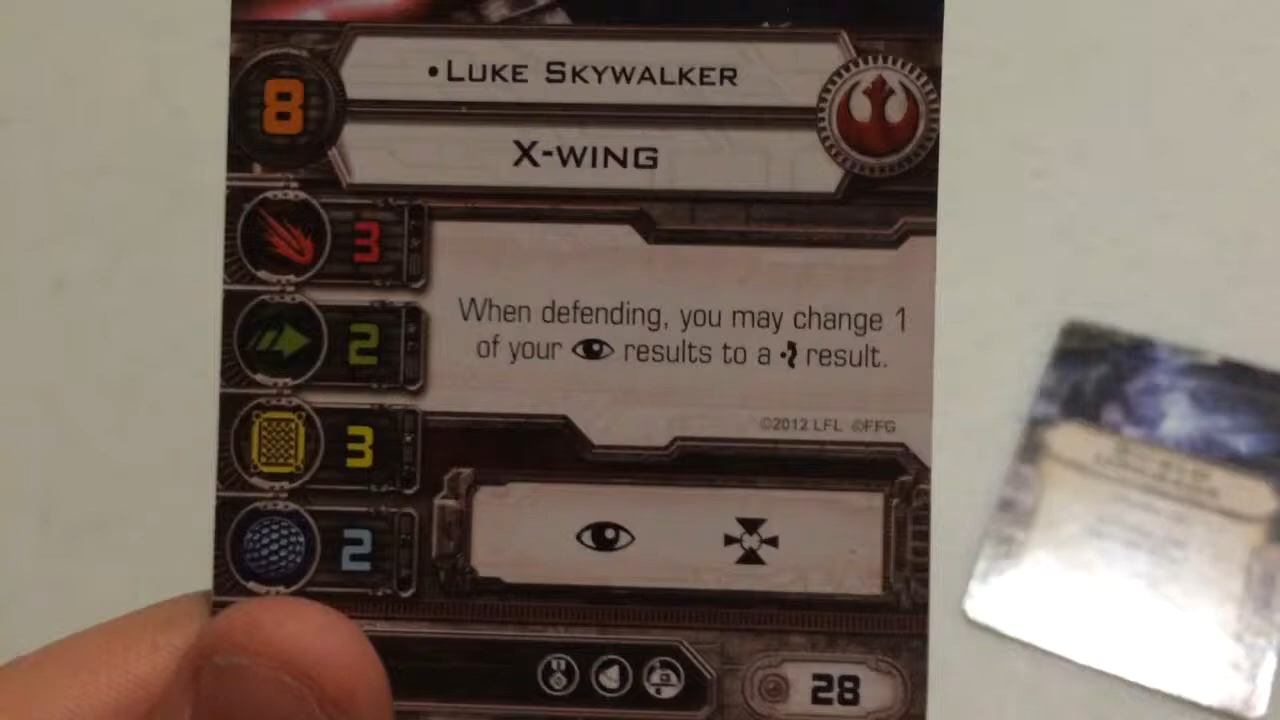 8
•LUKE SKYWALKER
X-WING
3
2
3
2
When defending, you may change 1
of your results to a result.
©2012 LFL ©FFG
28